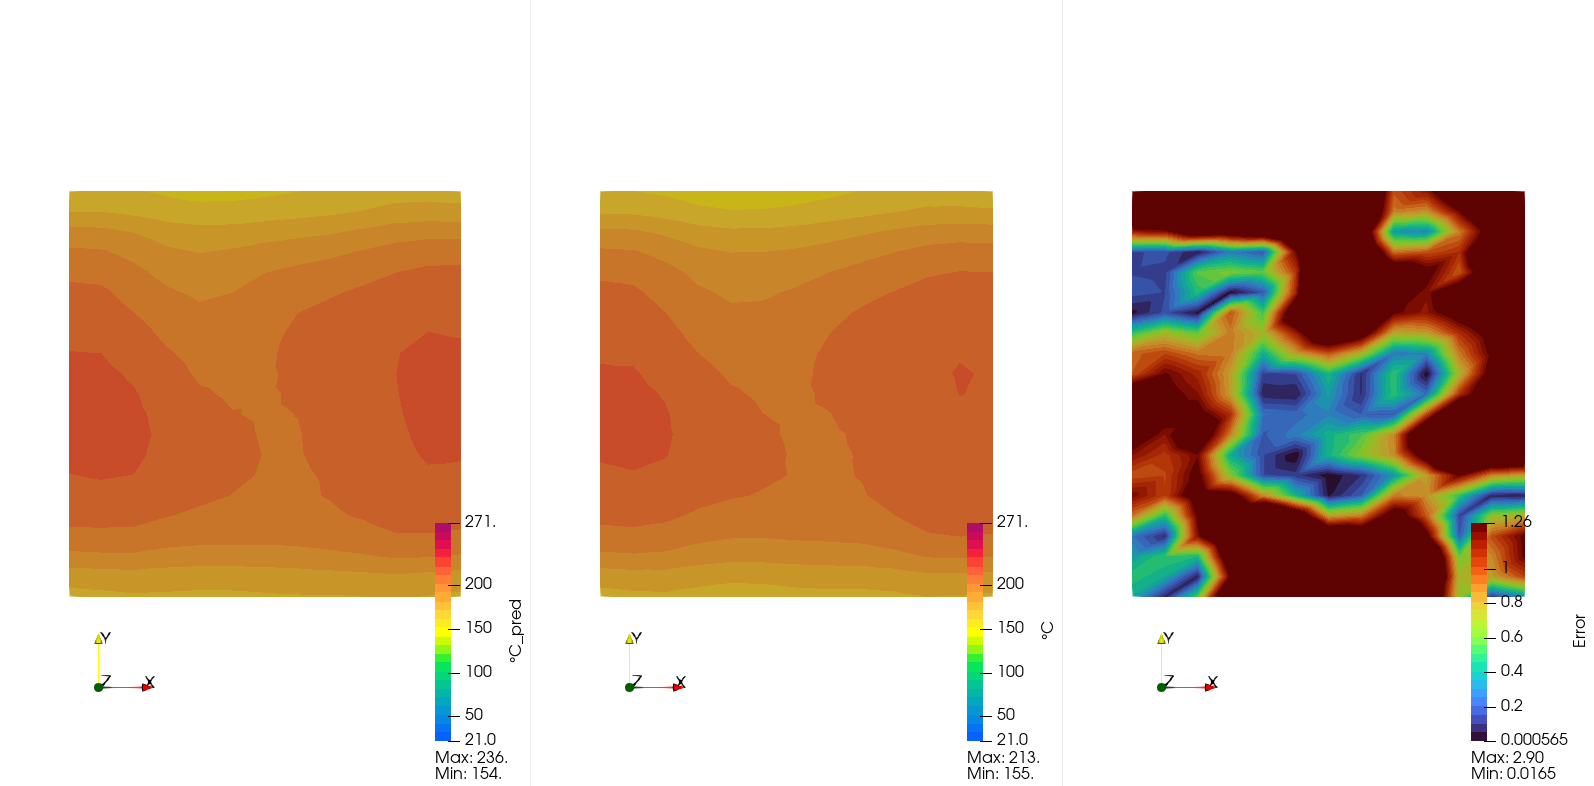 271.
200
150
100
50
21.0
°C_pred
Max: 236.
Min: 154.
Y
Z
X
271.
200
150
100
50
21.0
°C
Max: 213.
Min: 155.
Y
Z
X
1.26
1
0.8
0.6
0.4
0.2
0.000565
Error
Max: 2.90
Min: 0.0165
Y
Z
X